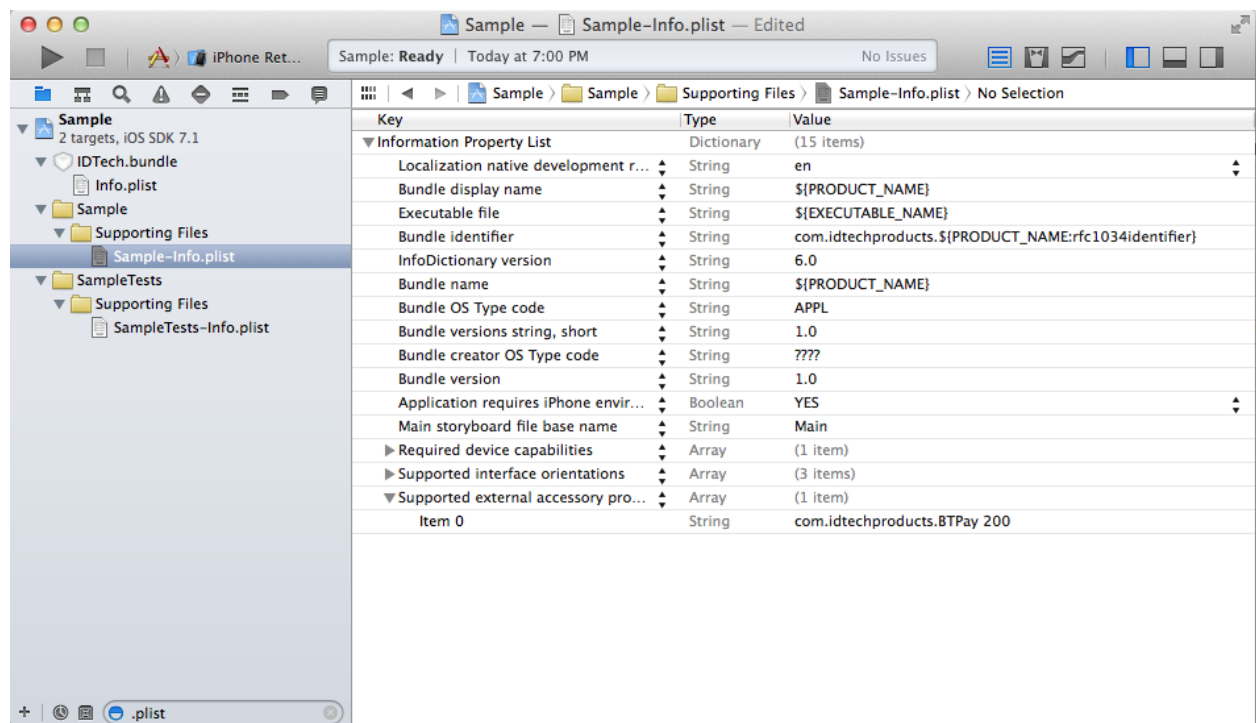 Sample — Sample-Info.plist — Edited
iPhone Ret...
Sample: Ready | Today at 7:00 PM
No Issues
Sample
2 targets, iOS SDK 7.1
IDTech.bundle
Info.plist
Sample
Supporting Files
Sample-Info.plist
SampleTests
Supporting Files
SampleTests-Info.plist
.plist
Sample Sample Supporting Files Sample-Info.plist No Selection
Key Type Value
Information Property List Dictionary (15 items)
Localization native development r... String en
Bundle display name String ${PRODUCT_NAME}
Executable file String ${EXECUTABLE_NAME}
Bundle identifier String com.idtechproducts.${PRODUCT_NAME:rfc1034identifier}
InfoDictionary version String 6.0
Bundle name String ${PRODUCT_NAME}
Bundle OS Type code String APPL
Bundle versions string, short String 1.0
Bundle creator OS Type code String ????
Bundle version String 1.0
Application requires iPhone envir... Boolean YES
Main storyboard file base name String Main
Required device capabilities Array (1 item)
Supported interface orientations Array (3 items)
Supported external accessory pro... Array (1 item)
Item 0 String com.idtechproducts.BTPay 200